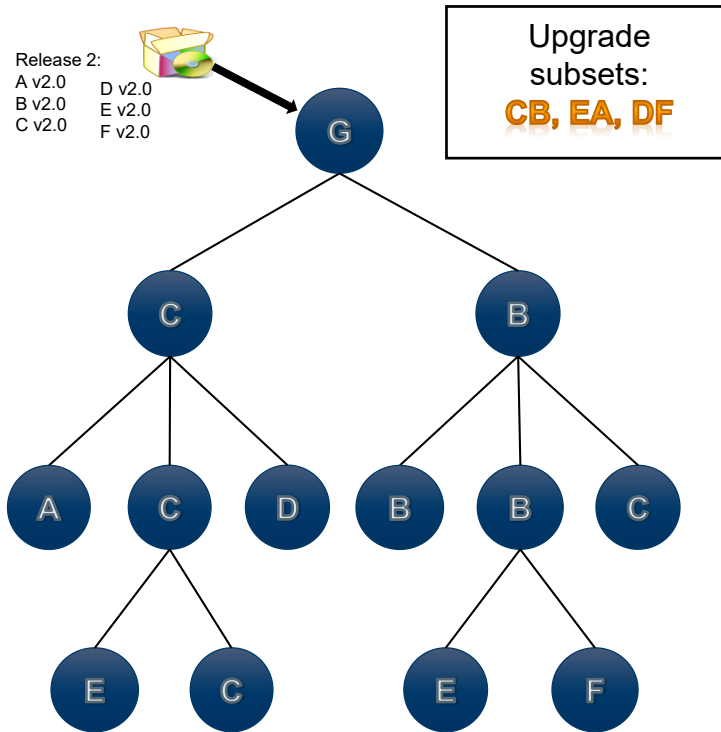 Release 2:
A v2.0
B v2.0
C v2.0
D v2.0
E v2.0
F v2.0
Upgrade
subsets:
CB, EA, DF
G
C
B
A
C
D
B
B
C
E
C
E
F